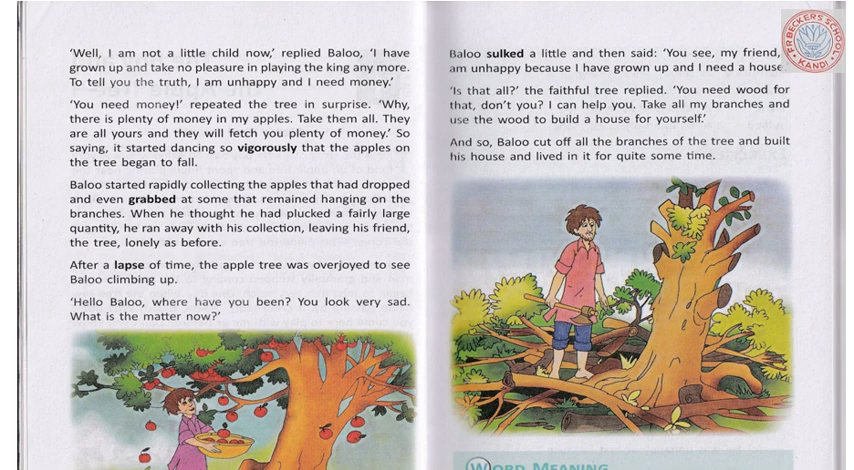 'Well, I am not a little child now,' replied Baloo, 'I have
grown up and take no pleasure in playing the king any more.
To tell you the truth, I am unhappy and I need money.'
'You need money!' repeated the tree in surprise. 'Why,
there is plenty of money in my apples. Take them all. They
are all yours and they will fetch you plenty of money.' So
saying, it started dancing so vigorously that the apples on
the tree began to fall.
Baloo started rapidly collecting the apples that had dropped
and even grabbed at some that remained hanging on the
branches. When he thought he had plucked a fairly large
quantity, he ran away with his collection, leaving his friend,
the tree, lonely as before.
After a lapse of time, the apple tree was overjoyed to see
Baloo climbing up.
'Hello Baloo, where have you been? You look very sad.
What is the matter now?'
Baloo sulked a little and then said: 'You see, my friend,
am unhappy because I have grown up and I need a house
'Is that all?' the faithful tree replied. 'You need wood for
that, don't you? I can help you. Take all my branches and
use the wood to build a house for yourself.'
And so, Baloo cut off all the branches of the tree and built
his house and lived in it for quite some time.
WORD MEANING
FR BECKERS SCHOOL
KANDI